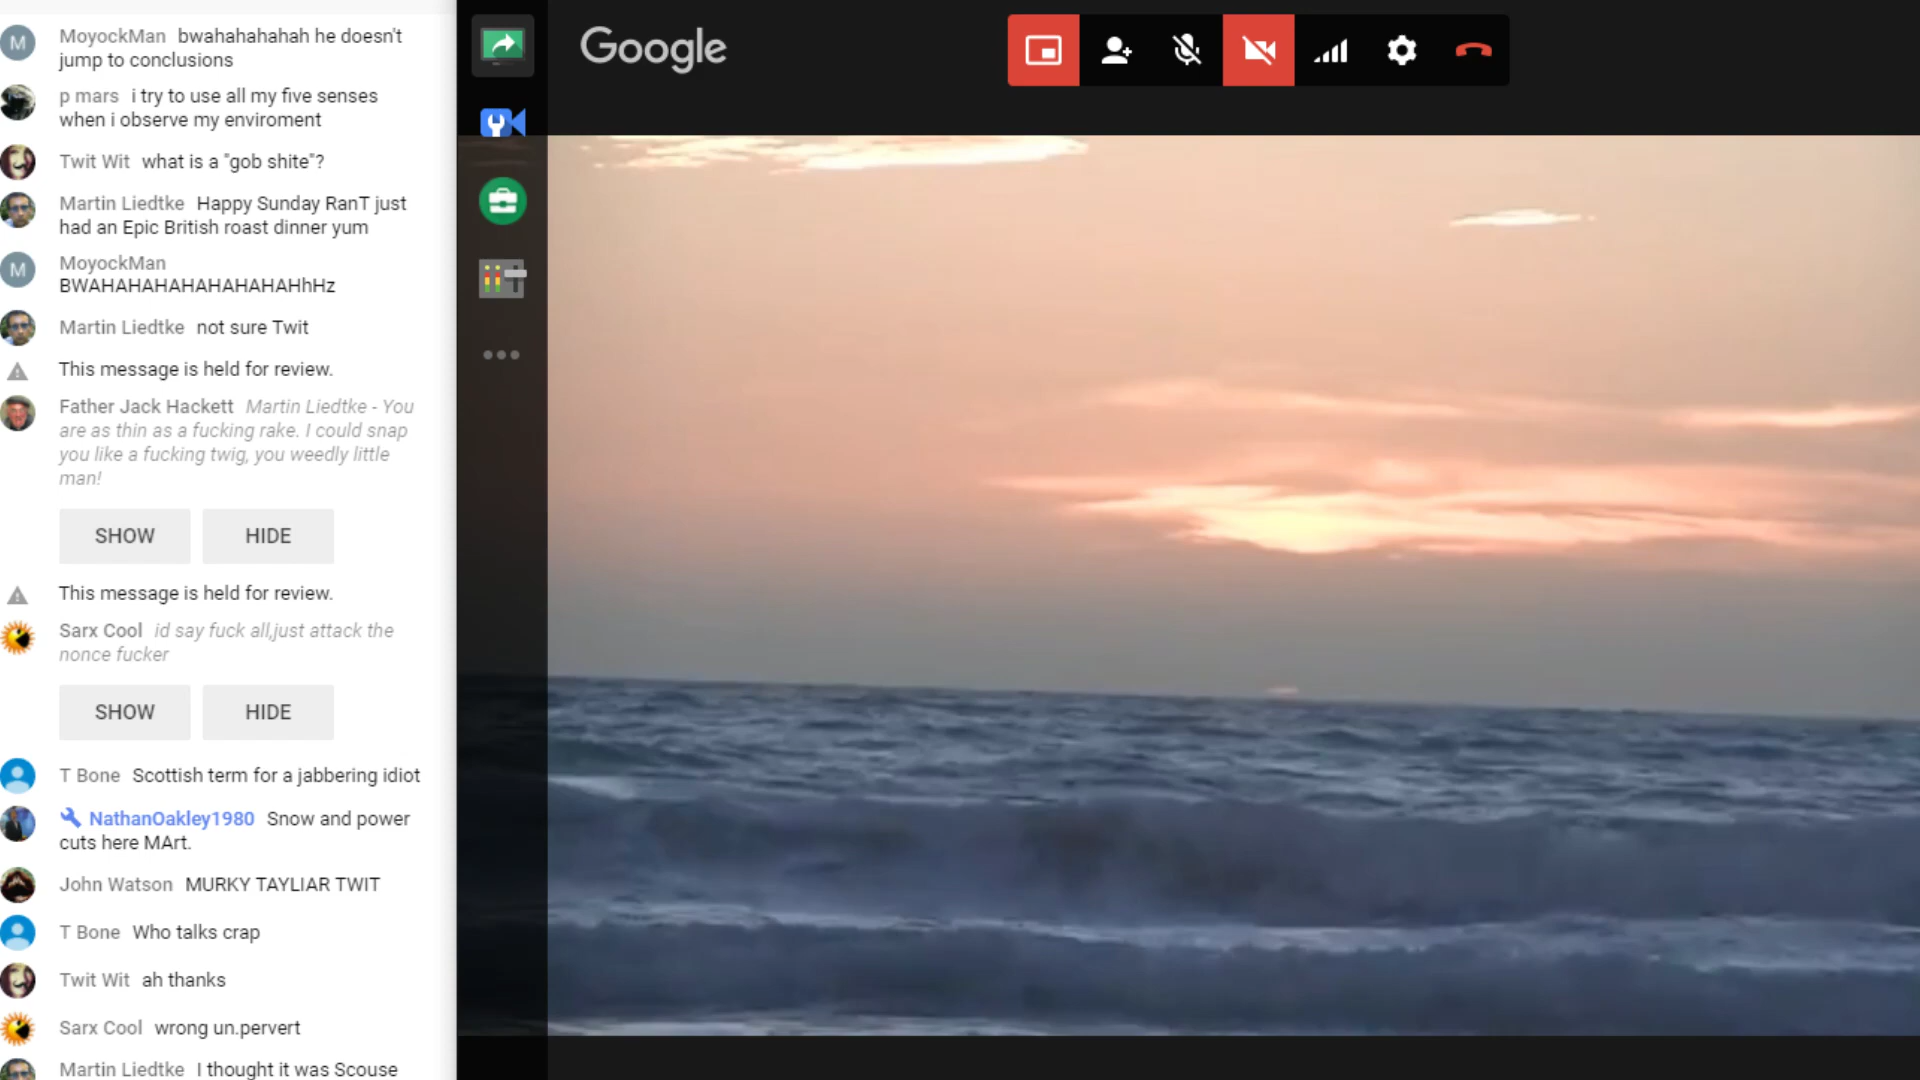 MoyockMan bwahahahahah he doesn't
jump to conclusions
p mars i try to use all my five senses
when i observe my enviroment
Twit Wit what is a "gob shite"?
Martin Liedtke Happy Sunday RanT just
had an Epic British roast dinner yum
MoyockMan
BWAHAHAHAHAHAHAHAHhHz
Martin Liedtke not sure Twit
This message is held for review.
Father Jack Hackett Martin Liedtke - You
are as thin as a fucking rake. I could snap
you like a fucking twig, you weedly little
man!
SHOW HIDE
This message is held for review.
Sarx Cool id say fuck all,just attack the
nonce fucker
SHOW HIDE
T Bone Scottish term for a jabbering idiot
NathanOakley1980 Snow and power
cuts here MArt.
John Watson MURKY TAYLIAR TWIT
T Bone Who talks crap
Twit Wit ah thanks
Sarx Cool wrong un.pervert
Martin Liedtke I thought it was Scouse
Google
M
M